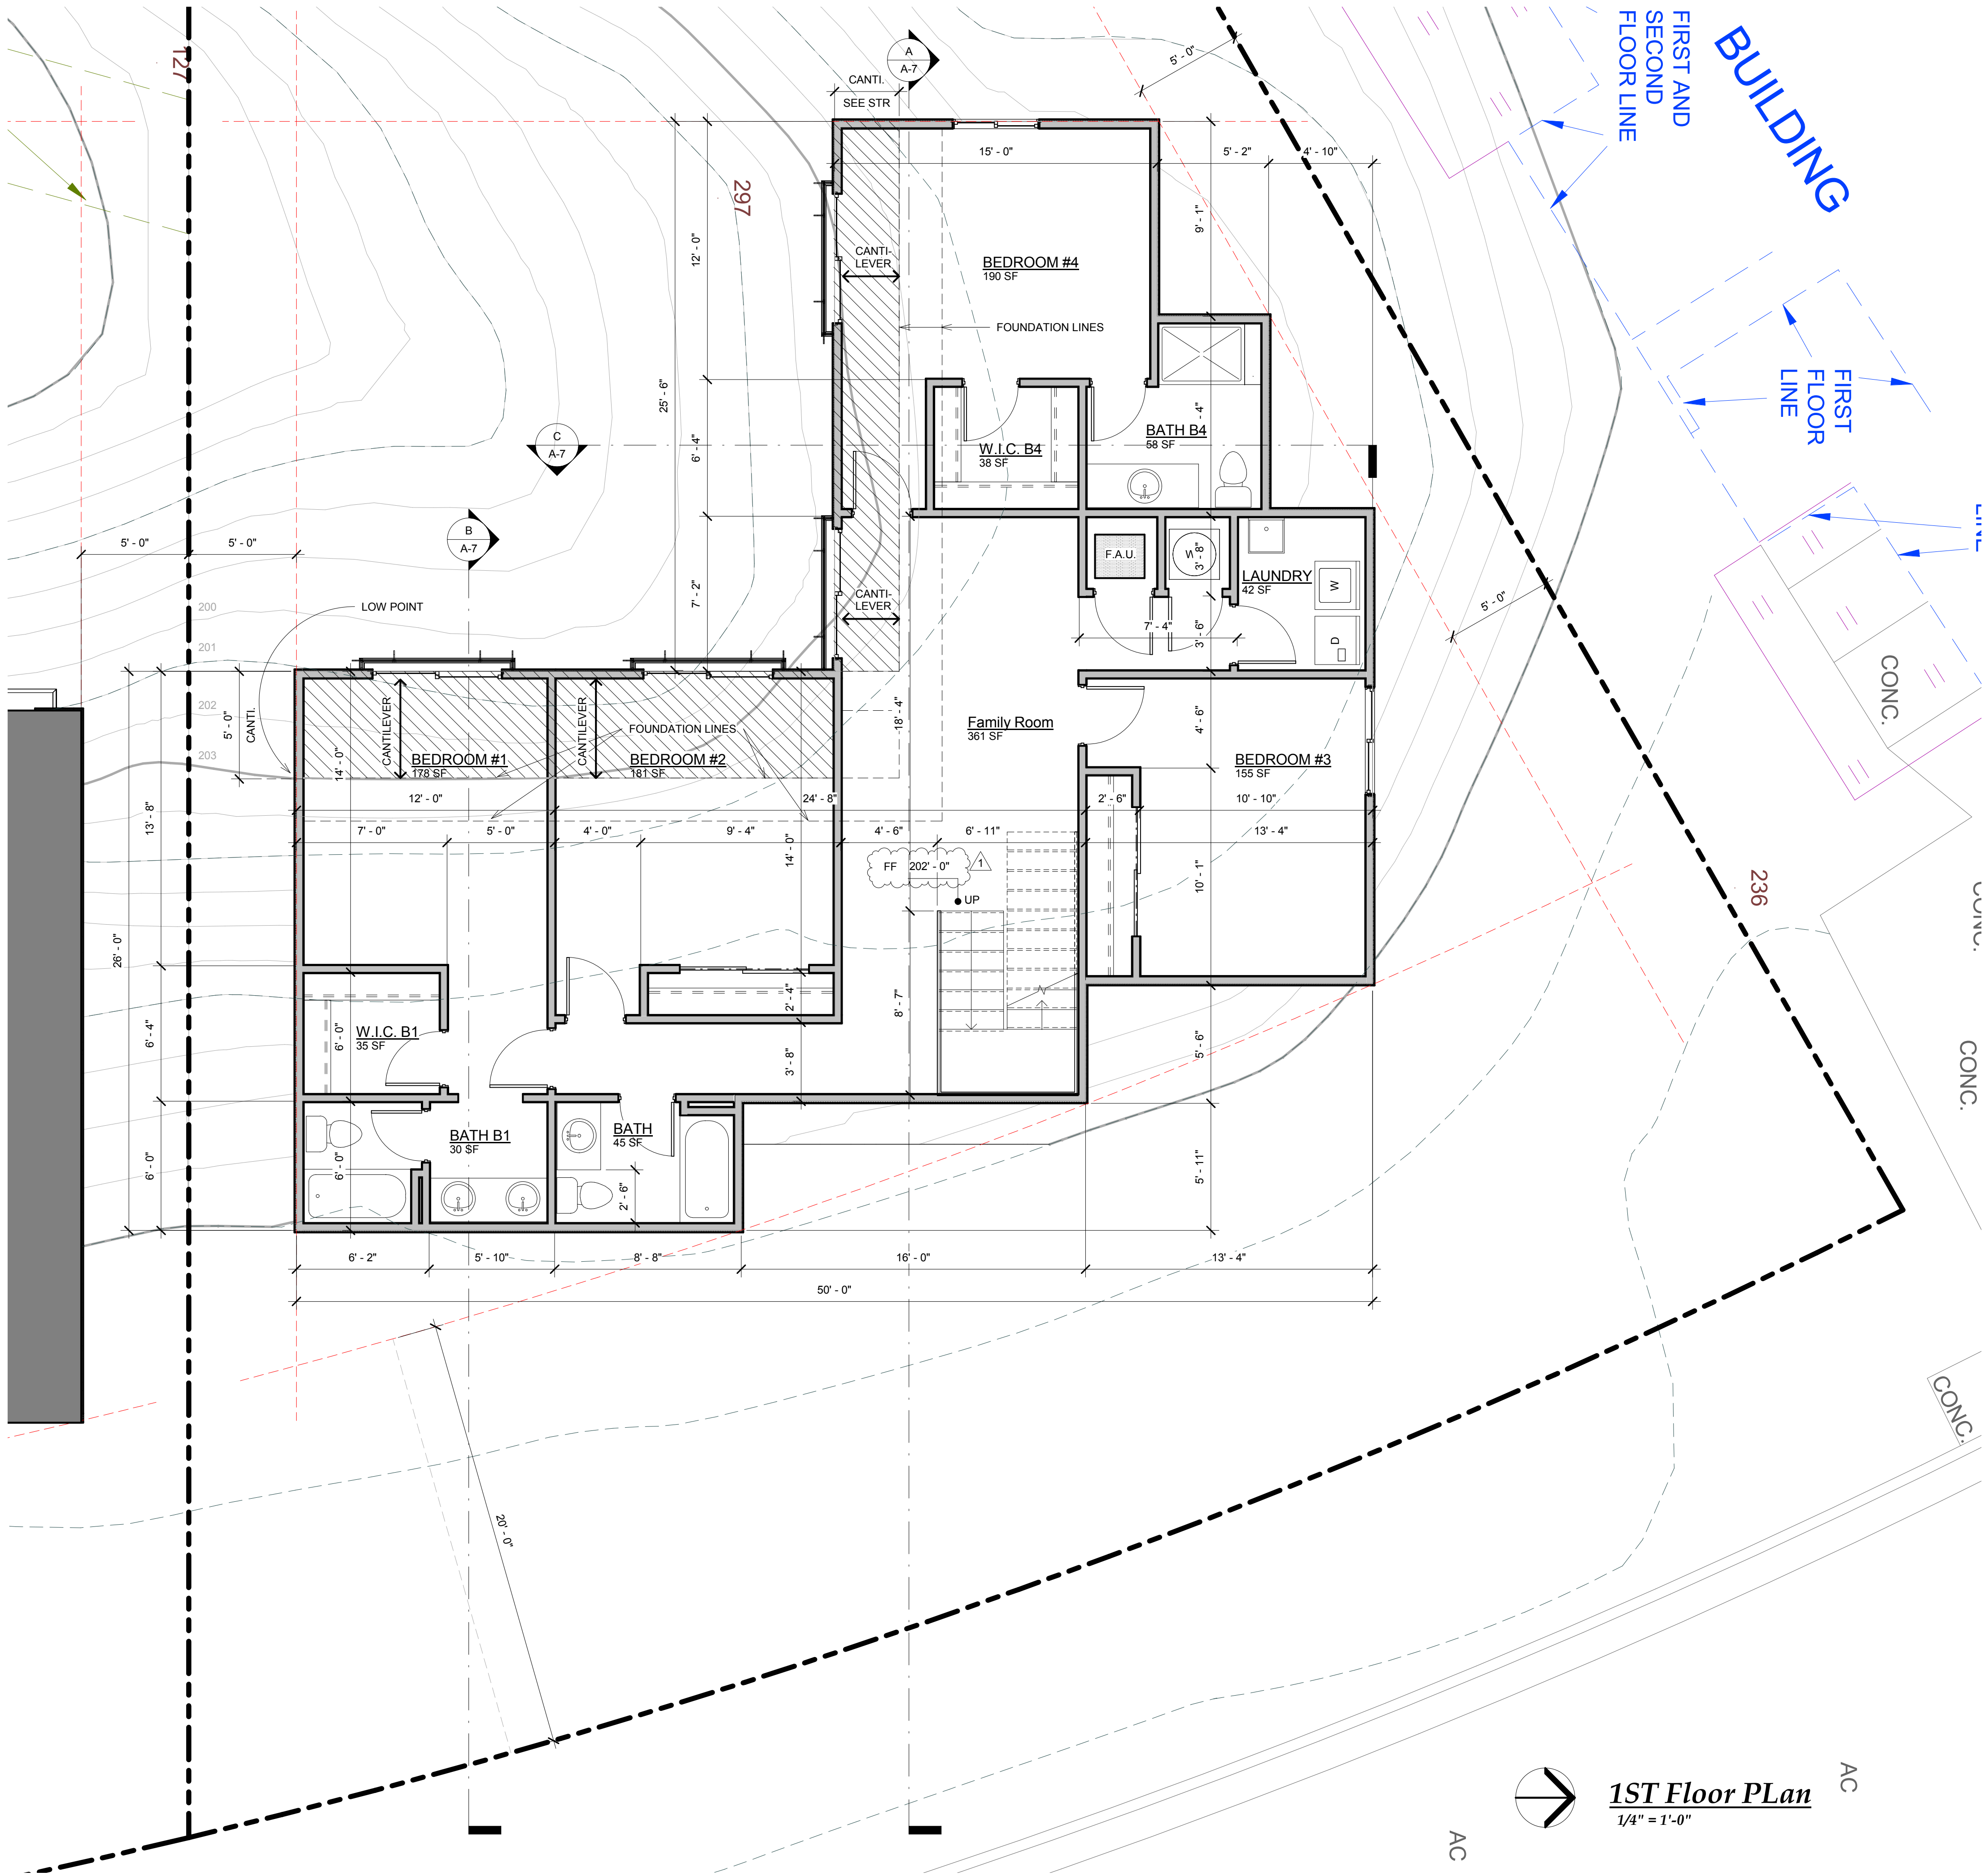 127
297
236
A
A-7
CANTI.
SEE STR
5' - 0"
FIRST AND
SECOND
FLOOR LINE
BUILDING
15' - 0"
5' - 2"
4' - 10"
12' - 0"
25' - 6"
6' - 4"
7' - 2"
9' - 1"
CANTI-
LEVER
BEDROOM #4
190 SF
FOUNDATION LINES
FIRST
FLOOR
LINE
C
A-7
B
A-7
W.I.C. B4
38 SF
BATH B4
58 SF
F.A.U.
3' - 8"
LAUNDRY
42 SF
W
D
7' - 4"
3' - 6"
5' - 0"
LINE
5' - 0"
5' - 0"
LOW POINT
200
201
202
203
CANTI-
LEVER
5' - 0"
CANTI.
CANTILEVER
CANTILEVER
FOUNDATION LINES
BEDROOM #1
178 SF
BEDROOM #2
181 SF
14' - 0"
18' - 4"
Family Room
361 SF
4' - 6"
BEDROOM #3
155 SF
CONC.
12' - 0"
24' - 8"
2' - 6"
10' - 10"
7' - 0"
5' - 0"
4' - 0"
9' - 4"
4' - 6"
6' - 11"
13' - 4"
13' - 8"
26' - 0"
14' - 0"
FF 202' - 0"
1
UP
10' - 1"
CONC.
2' - 4"
8' - 7"
6' - 4"
6' - 0"
W.I.C. B1
35 SF
3' - 8"
5' - 6"
CONC.
6' - 0"
6' - 0"
BATH B1
30 SF
BATH
45 SF
2' - 6"
5' - 11"
6' - 2"
5' - 10"
8' - 8"
16' - 0"
13' - 4"
50' - 0"
CONC.
20' - 0"
1ST Floor PLan
1/4" = 1'-0"
AC
AC